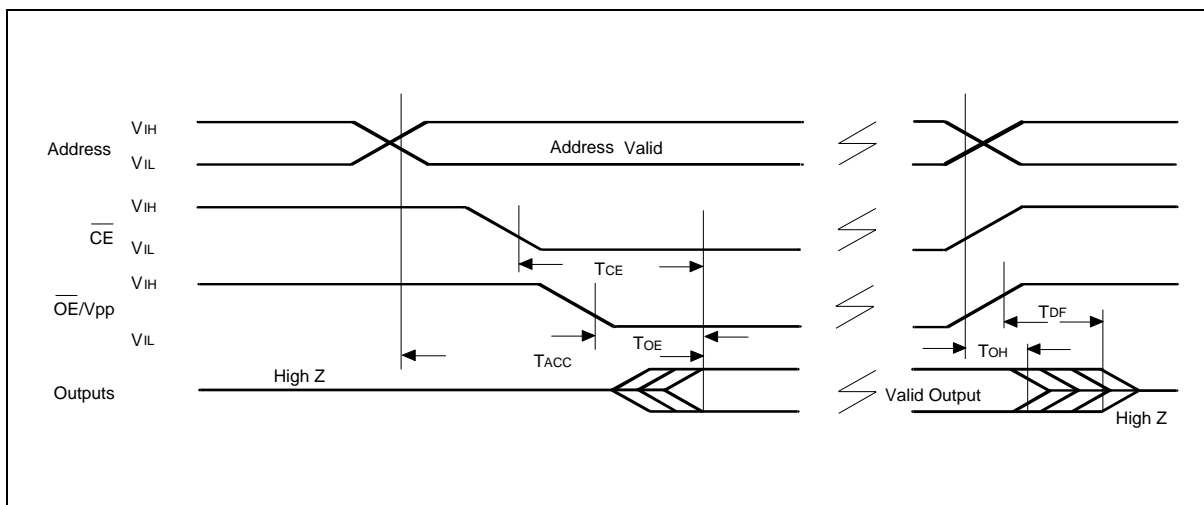 VIH
Address
VIL
Address Valid
VIH
CE
VIL
TCE
VIH
OE/Vpp
VIL
TDF
TOE
TOH
TACC
High Z
Outputs
Valid Output
High Z